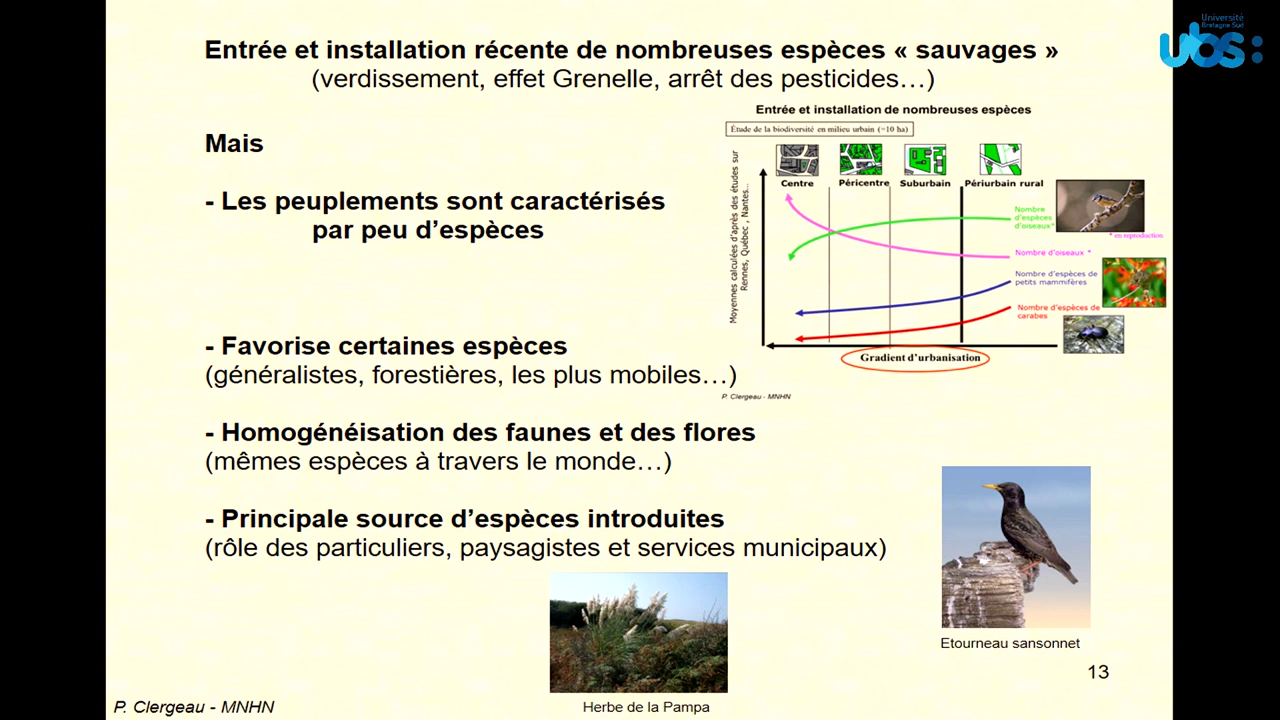 Université
Bretagne Sud
ubs:
Entrée et installation récente de nombreuses espèces « sauvages »
(verdissement, effet Grenelle, arrêt des pesticides…)
Mais
- Les peuplements sont caractérisés
par peu d’espèces
- Favorise certaines espèces
(généralistes, forestières, les plus mobiles…)
- Homogénéisation des faunes et des flores
(mêmes espèces à travers le monde…)
- Principale source d’espèces introduites
(rôle des particuliers, paysagistes et services municipaux)
Entrée et installation de nombreuses espèces
Étude de la biodiversité en milieu urbain (=10 ha)
Moyennes calculées d'après des études sur
Rennes, Québec , Nantes...
Centre
Péricentre
Suburbain
Périurbain rural
Nombre
d'espèces
d'oiseaux*
* en reproduction
Nombre d'oiseaux *
Nombre d'espèces de
petits mammifères
Nombre d'espèces de
carabes
Gradient d’urbanisation
P. Clergeau - MNHN
Etourneau sansonnet
Herbe de la Pampa
13
P. Clergeau - MNHN